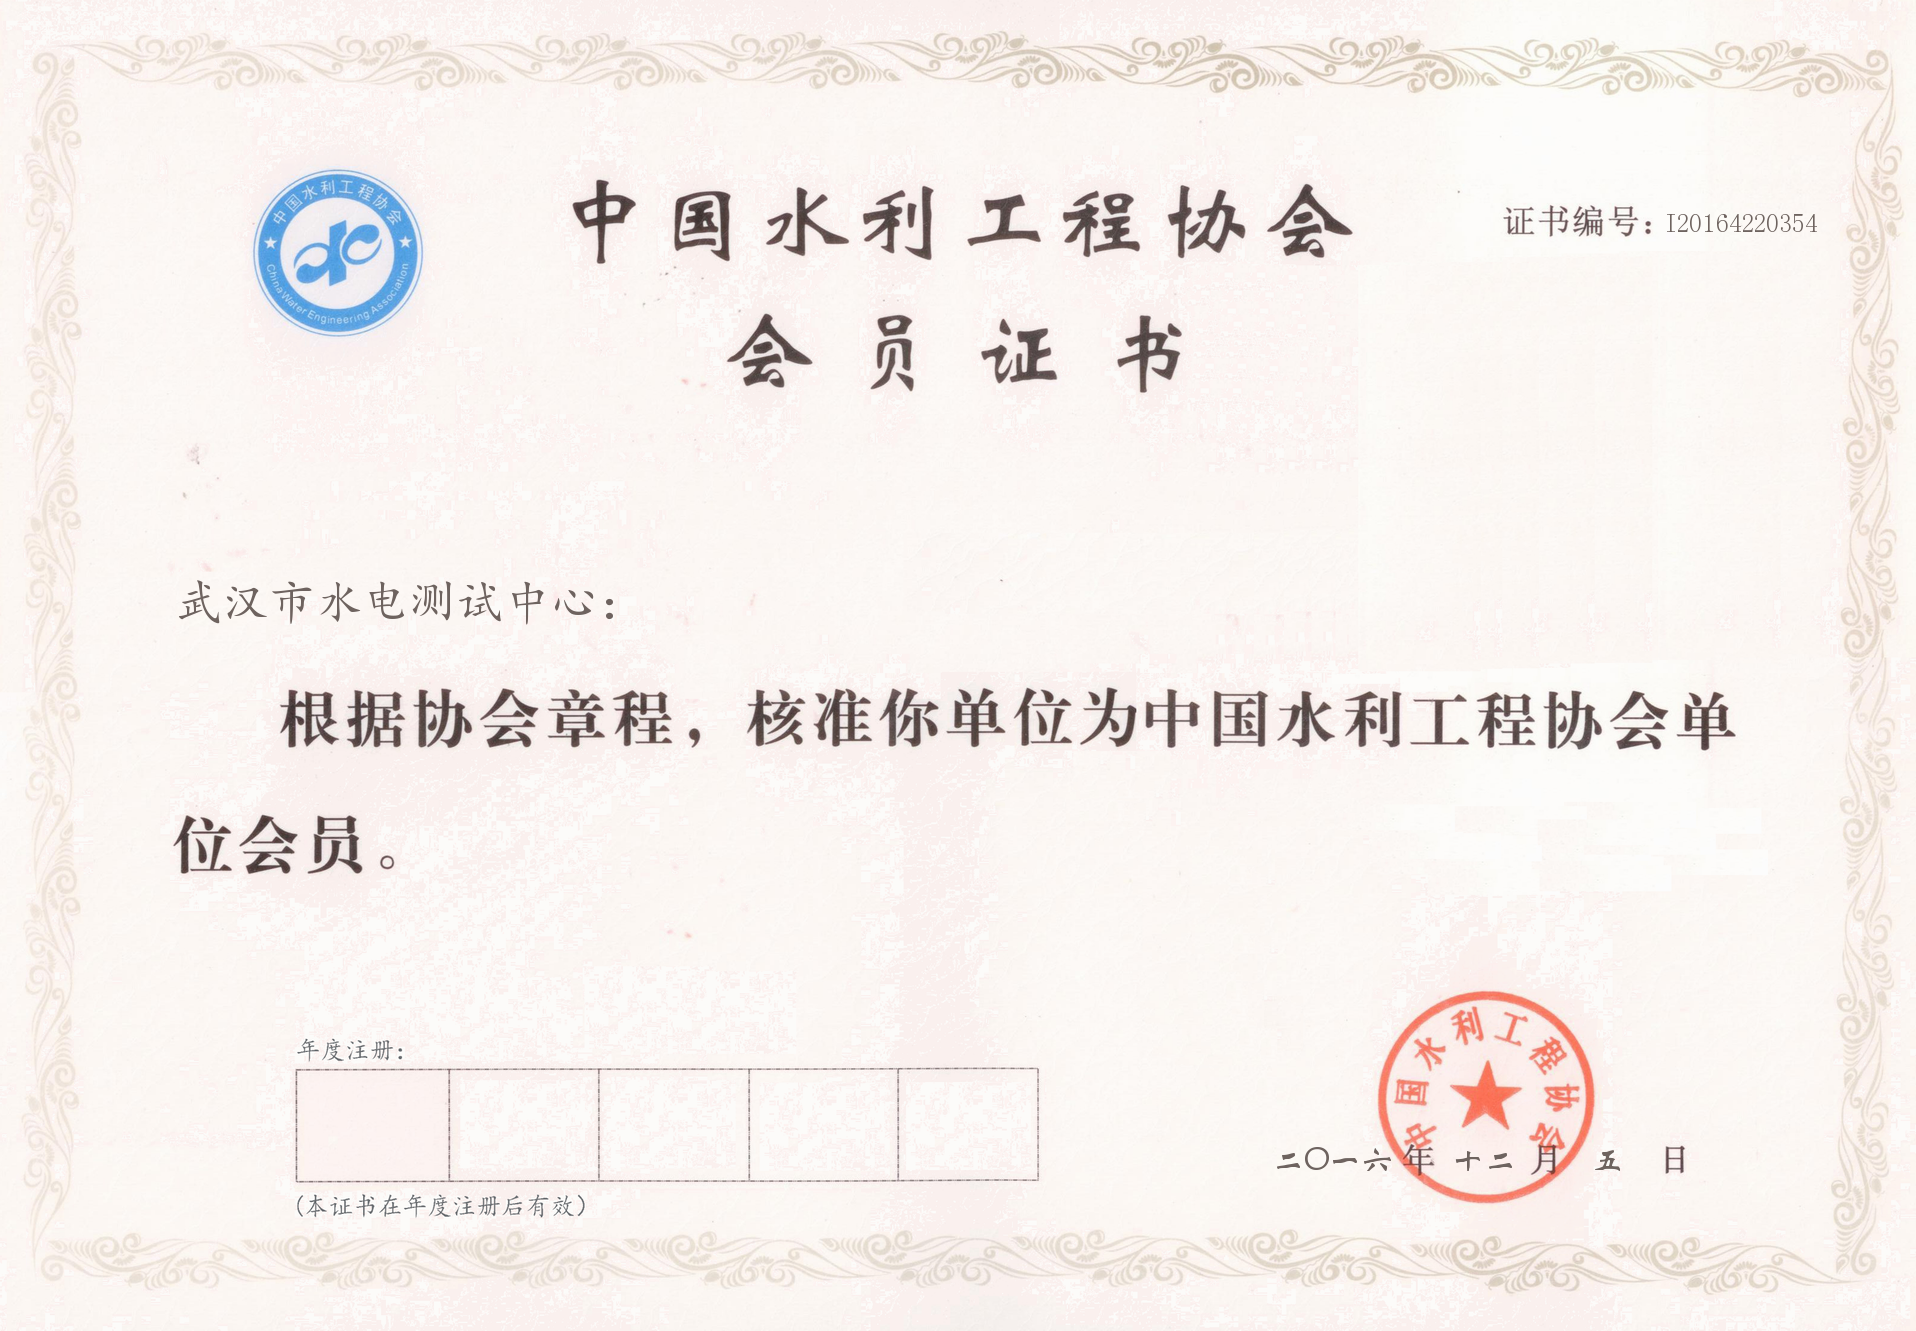 中国水利工程协会
China Water Engineering Association
中国水利工程协会
会员证书
证书编号：I20164220354
武汉市水电测试中心：
根据协会章程，核准你单位为中国水利工程协会单
位会员。
年度注册：
(本证书在年度注册后有效)
中国水利工程协会
二〇一六年 十二月 五 日